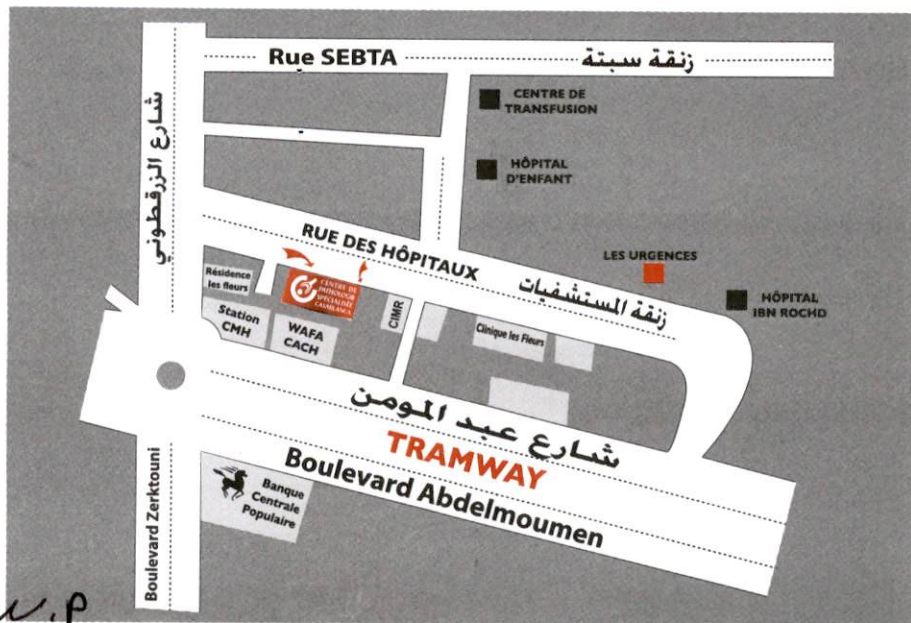 Rue SEBTA
زنقة سبتة
شارع الزرقطوني
CENTRE DE
TRANSFUSION
HÔPITAL
D'ENFANT
RUE DES HÔPITAUX
زنقة المستشفيات
LES URGENCES
HÔPITAL
IBN ROCHD
Résidence
les fleurs
CENTRE DE
PATHOLOGIE
SPÉCIALISÉE
CASABLANCA
CIMR
Station
CMH
WAFA
CACH
Clinique les Fleurs
شارع عبد المومن
TRAMWAY
Boulevard Abdelmoumen
Boulevard Zerktouni
Banque
Centrale
Populaire